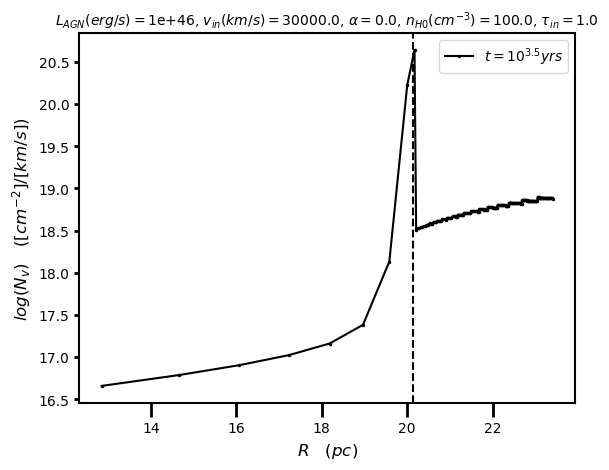 L_AGN(erg/s) = 1e+46, v_in(km/s) = 30000.0, α = 0.0, n_H0(cm^−3) = 100.0, τ_in = 1.0
t = 10^3.5 yrs
log(N_v) ([cm^−2]/[km/s])
20.5
20.0
19.5
19.0
18.5
18.0
17.5
17.0
16.5
14 16 18 20 22
R (pc)